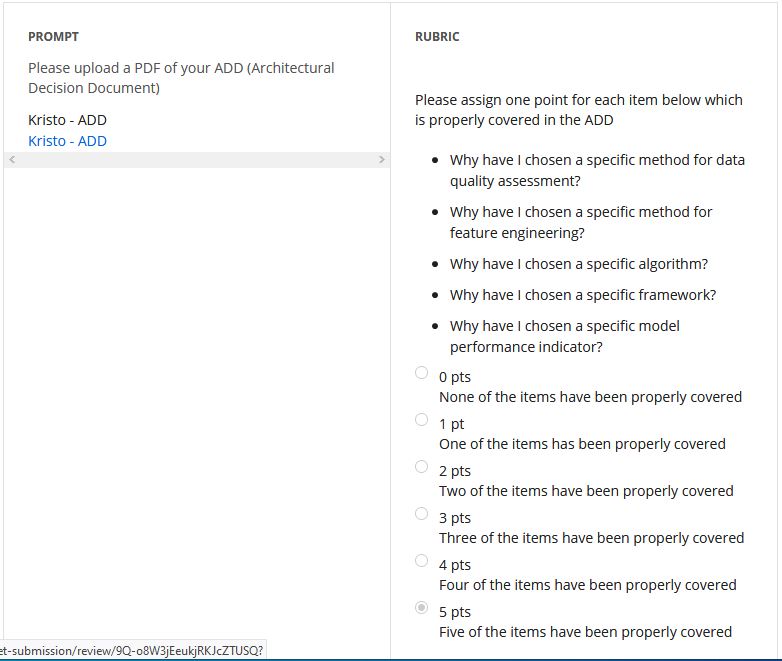 PROMPT
Please upload a PDF of your ADD (Architectural
Decision Document)
Kristo - ADD
Kristo - ADD
RUBRIC
Please assign one point for each item below which
is properly covered in the ADD
Why have I chosen a specific method for data
quality assessment?
Why have I chosen a specific method for
feature engineering?
Why have I chosen a specific algorithm?
Why have I chosen a specific framework?
Why have I chosen a specific model
performance indicator?
0 pts
None of the items have been properly covered
1 pt
One of the items has been properly covered
2 pts
Two of the items have been properly covered
3 pts
Three of the items have been properly covered
4 pts
Four of the items have been properly covered
5 pts
Five of the items have been properly covered
et-submission/review/9Q-o8W3jEeukjRKJcZTUSQ?